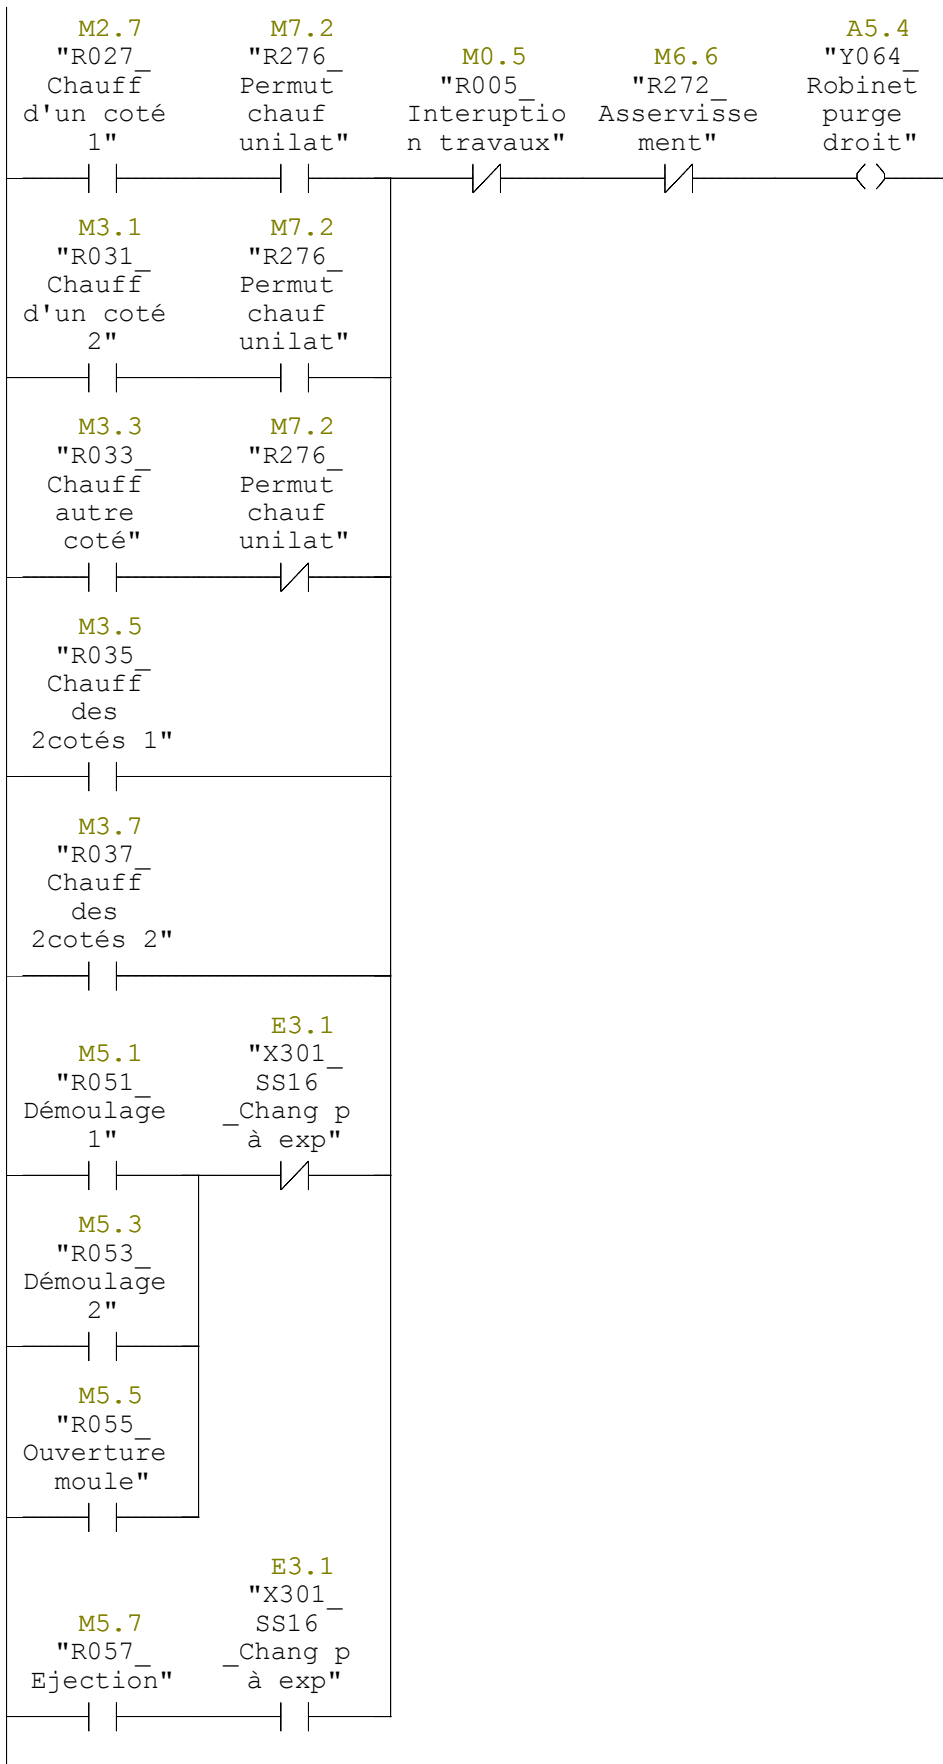 M2.7
"R027_
Chauff
d'un coté
1"
M7.2
"R276_
Permut
chauf
unilat"
M0.5
"R005_
Interuptio
n travaux"
M6.6
"R272_
Asservisse
ment"
A5.4
"Y064_
Robinet
purge
droit"
M3.1
"R031_
Chauff
d'un coté
2"
M7.2
"R276_
Permut
chauf
unilat"
M3.3
"R033_
Chauff
autre
coté"
M7.2
"R276_
Permut
chauf
unilat"
M3.5
"R035_
Chauff
des
2cotés 1"
M3.7
"R037_
Chauff
des
2cotés 2"
M5.1
"R051_
Démoulage
1"
E3.1
"X301_
SS16
_Chang p
à exp"
M5.3
"R053_
Démoulage
2"
M5.5
"R055_
Ouverture
moule"
M5.7
"R057_
Ejection"
E3.1
"X301_
SS16
_Chang p
à exp"